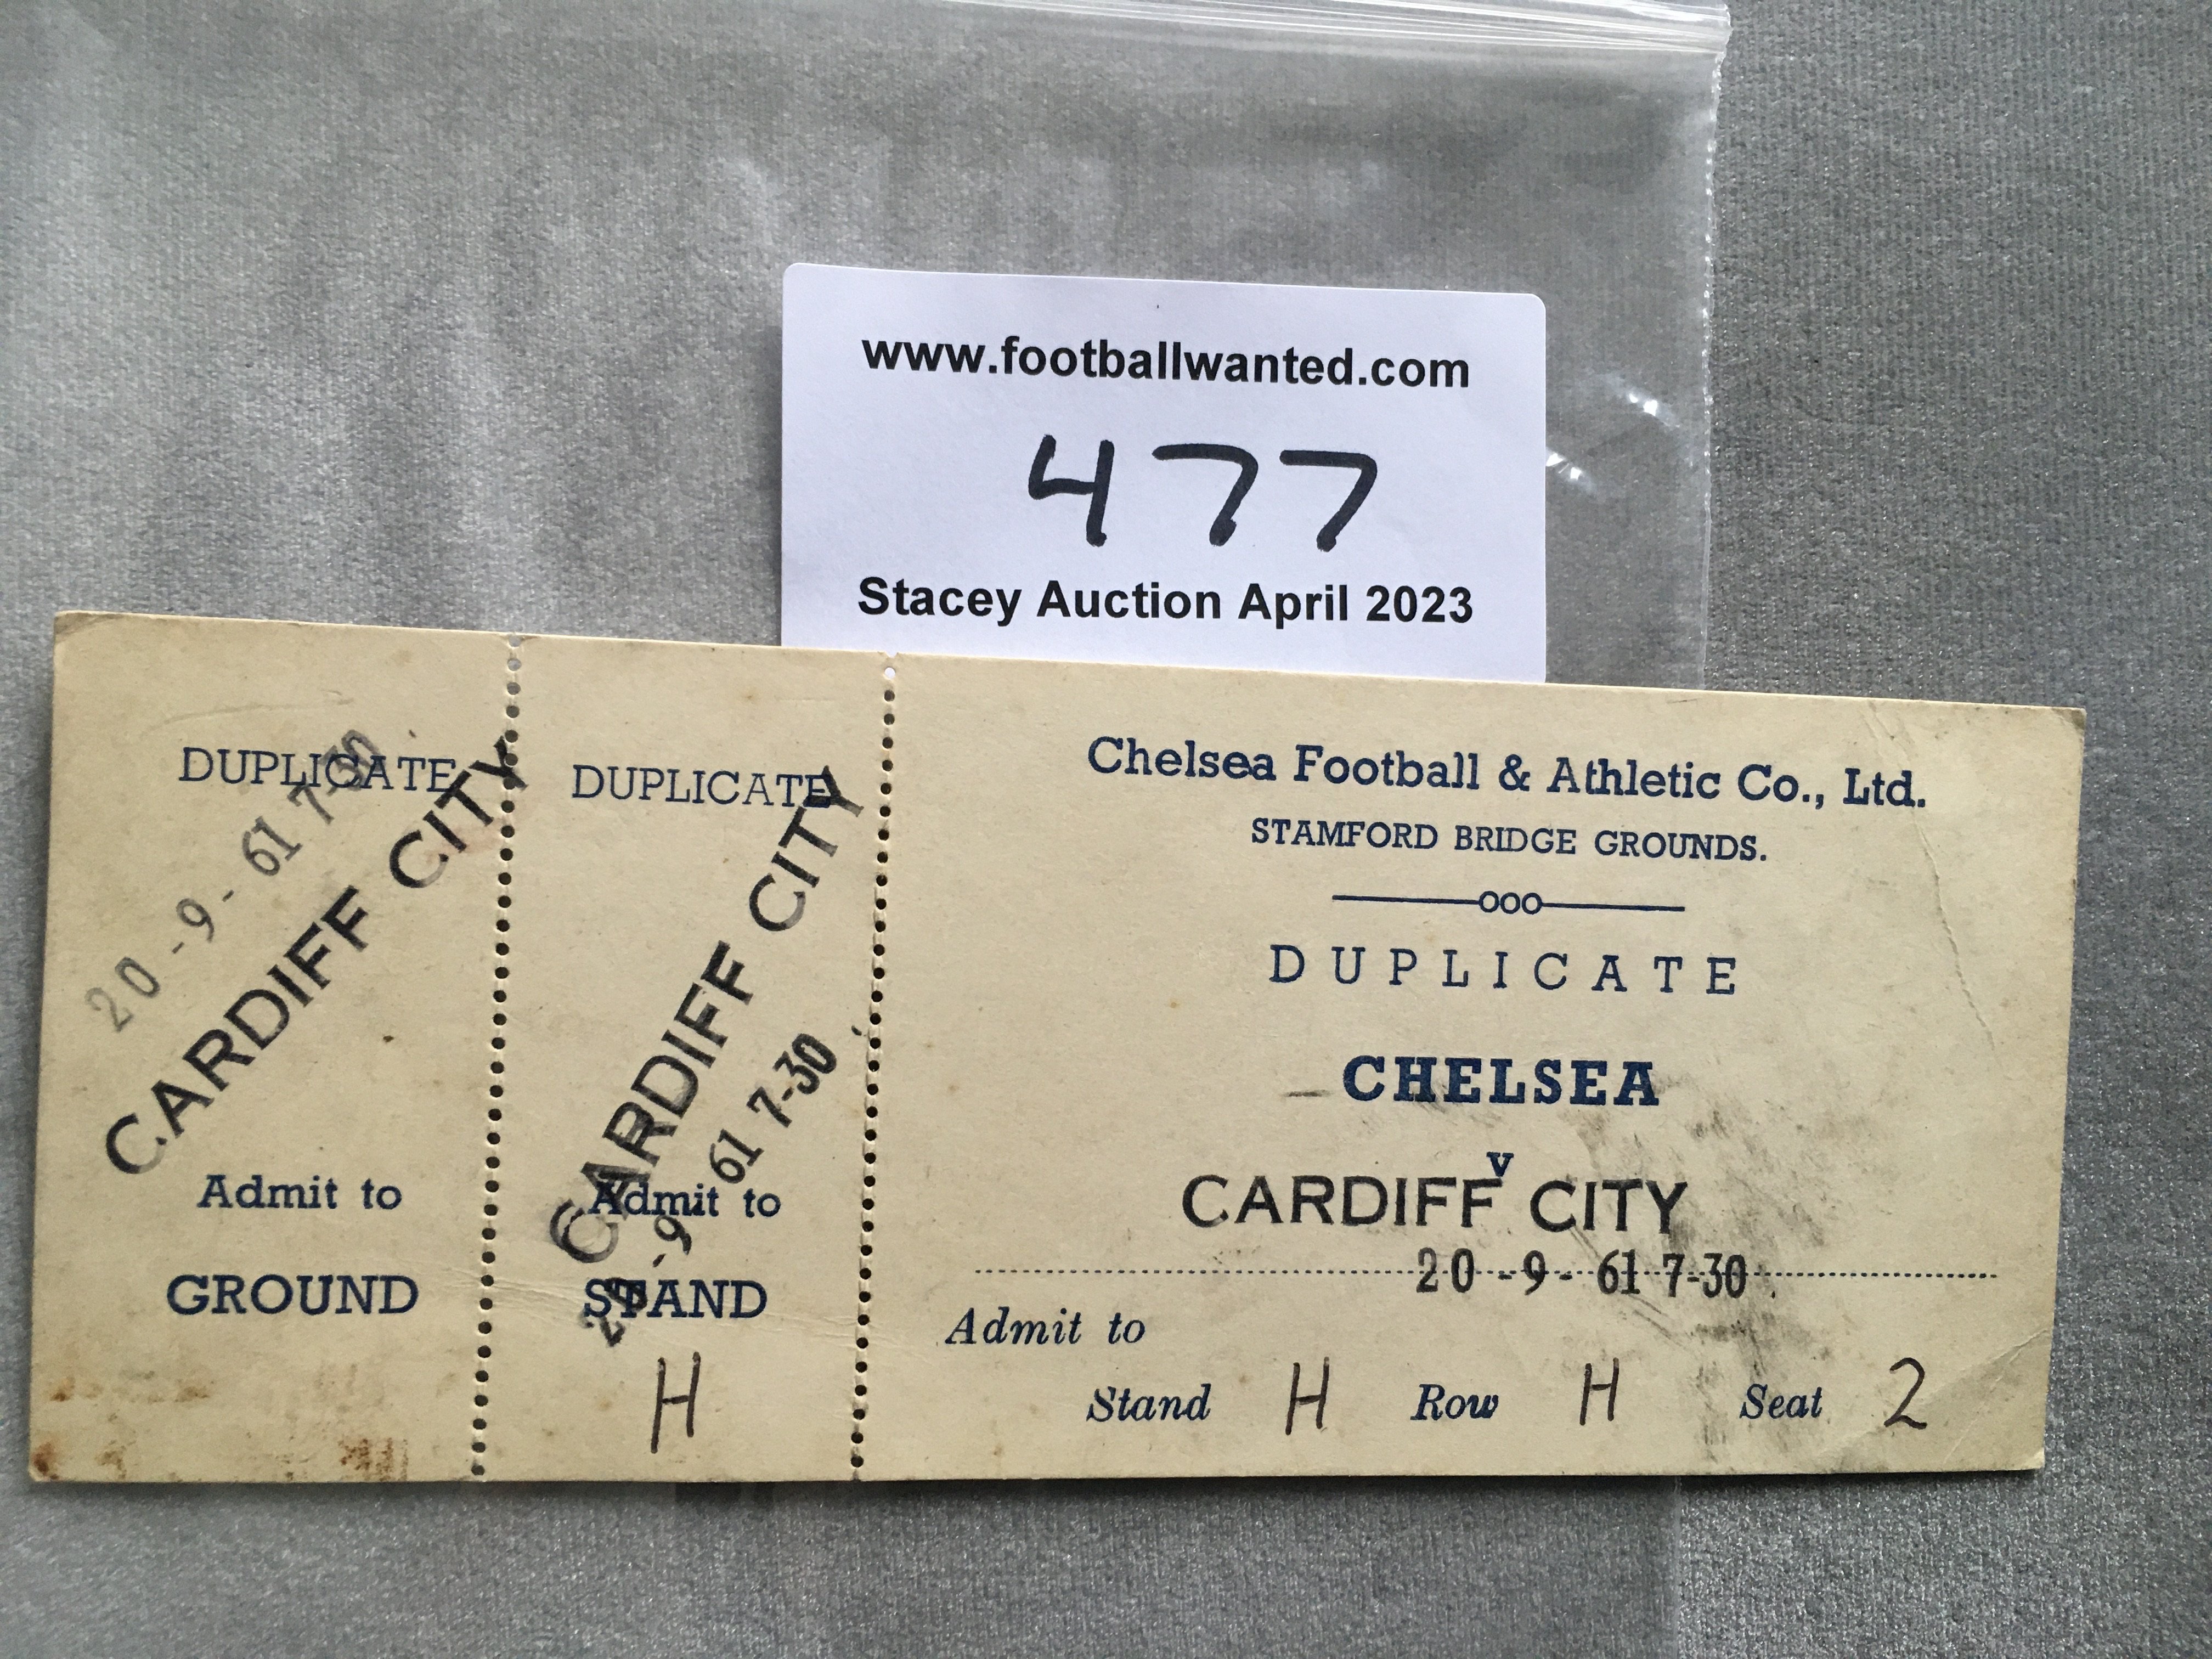 www.footballwanted.com
477
Stacey Auction April 2023
DUPLICATE
20-9-61 7-30
CARDIFF CITY
Admit to
GROUND
DUPLICATE
CARDIFF CITY
20-9 61 7-30
Admit to
STAND
H
Chelsea Football & Athletic Co., Ltd.
STAMFORD BRIDGE GROUNDS.
ooo
DUPLICATE
CHELSEA
v
CARDIFF CITY
20-9-61 7-30
Admit to
Stand H Row H Seat 2